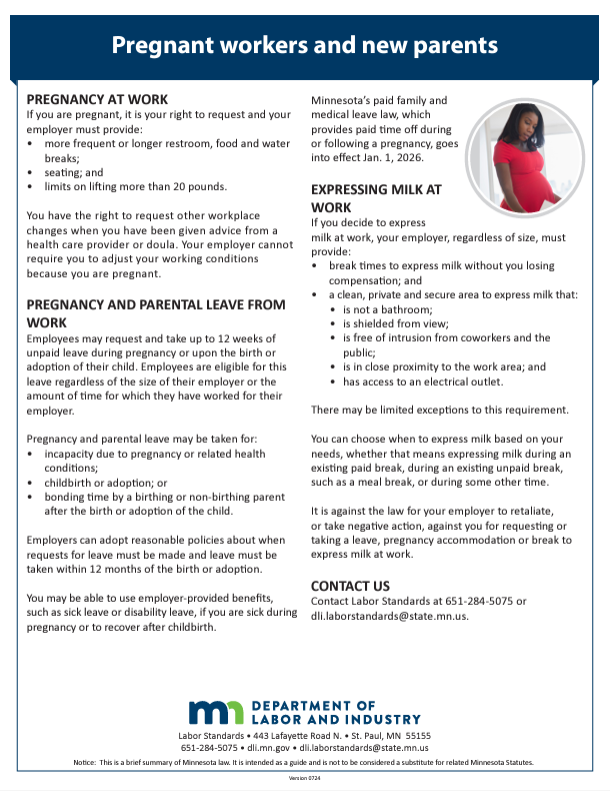 Pregnant workers and new parents
PREGNANCY AT WORK
If you are pregnant, it is your right to request and your
employer must provide:
• more frequent or longer restroom, food and water
breaks;
• seating; and
• limits on lifting more than 20 pounds.
You have the right to request other workplace
changes when you have been given advice from a
health care provider or doula. Your employer cannot
require you to adjust your working conditions
because you are pregnant.
PREGNANCY AND PARENTAL LEAVE FROM
WORK
Employees may request and take up to 12 weeks of
unpaid leave during pregnancy or upon the birth or
adoption of their child. Employees are eligible for this
leave regardless of the size of their employer or the
amount of time for which they have worked for their
employer.
Pregnancy and parental leave may be taken for:
• incapacity due to pregnancy or related health
conditions;
• childbirth or adoption; or
• bonding time by a birthing or non-birthing parent
after the birth or adoption of the child.
Employers can adopt reasonable policies about when
requests for leave must be made and leave must be
taken within 12 months of the birth or adoption.
You may be able to use employer-provided benefits,
such as sick leave or disability leave, if you are sick during
pregnancy or to recover after childbirth.
Minnesota's paid family and
medical leave law, which
provides paid time off during
or following a pregnancy, goes
into effect Jan. 1, 2026.
EXPRESSING MILK AT
WORK
If you decide to express
milk at work, your employer, regardless of size, must
provide:
• break times to express milk without you losing
compensation; and
• a clean, private and secure area to express milk that:
• is not a bathroom;
• is shielded from view;
• is free of intrusion from coworkers and the
public;
• is in close proximity to the work area; and
• has access to an electrical outlet.
There may be limited exceptions to this requirement.
You can choose when to express milk based on your
needs, whether that means expressing milk during an
existing paid break, during an existing unpaid break,
such as a meal break, or during some other time.
It is against the law for your employer to retaliate,
or take negative action, against you for requesting or
taking a leave, pregnancy accommodation or break to
express milk at work.
CONTACT US
Contact Labor Standards at 651-284-5075 or
dli.laborstandards@state.mn.us.
mn DEPARTMENT OF
LABOR AND INDUSTRY
Labor Standards • 443 Lafayette Road N. • St. Paul, MN 55155
651-284-5075 • dli.mn.gov • dli.laborstandards@state.mn.us
Notice: This is a brief summary of Minnesota law. It is intended as a guide and is not to be considered a substitute for related Minnesota Statutes.
Version 0724